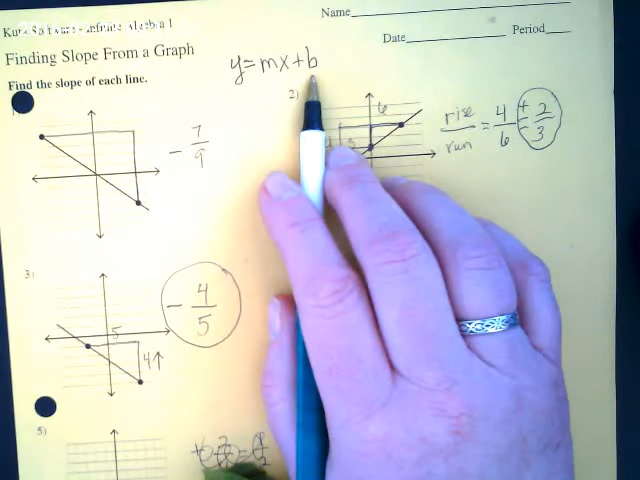 Name
Date Period
Finding Slope From a Graph
Find the slope of each line.
y=mx+b
2)
6
rise/run = 4/6 = + 2/3
- 7/9
3)
5
4↑
- 4/5
5)